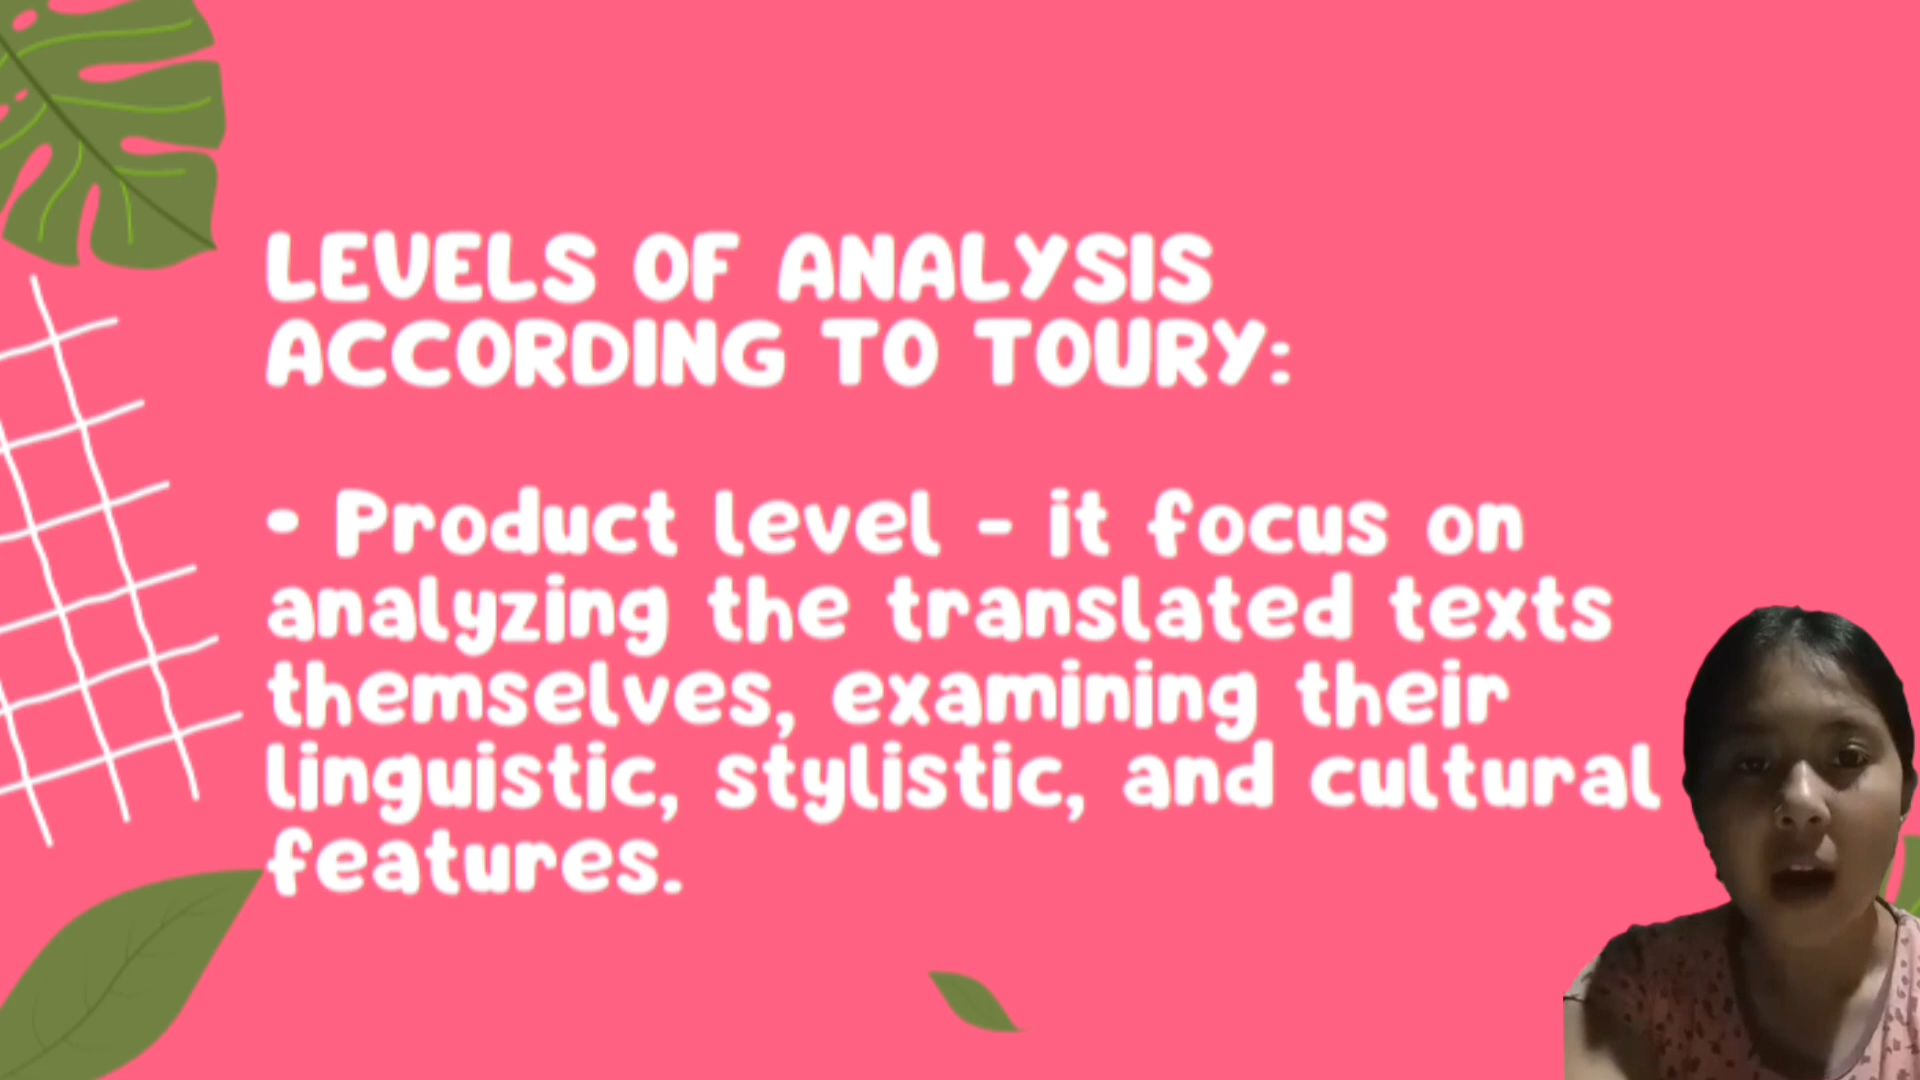 LEVELS OF ANALYSIS
ACCORDING TO TOURY:
• Product level - it focus on
analyzing the translated texts
themselves, examining their
linguistic, stylistic, and cultural
features.